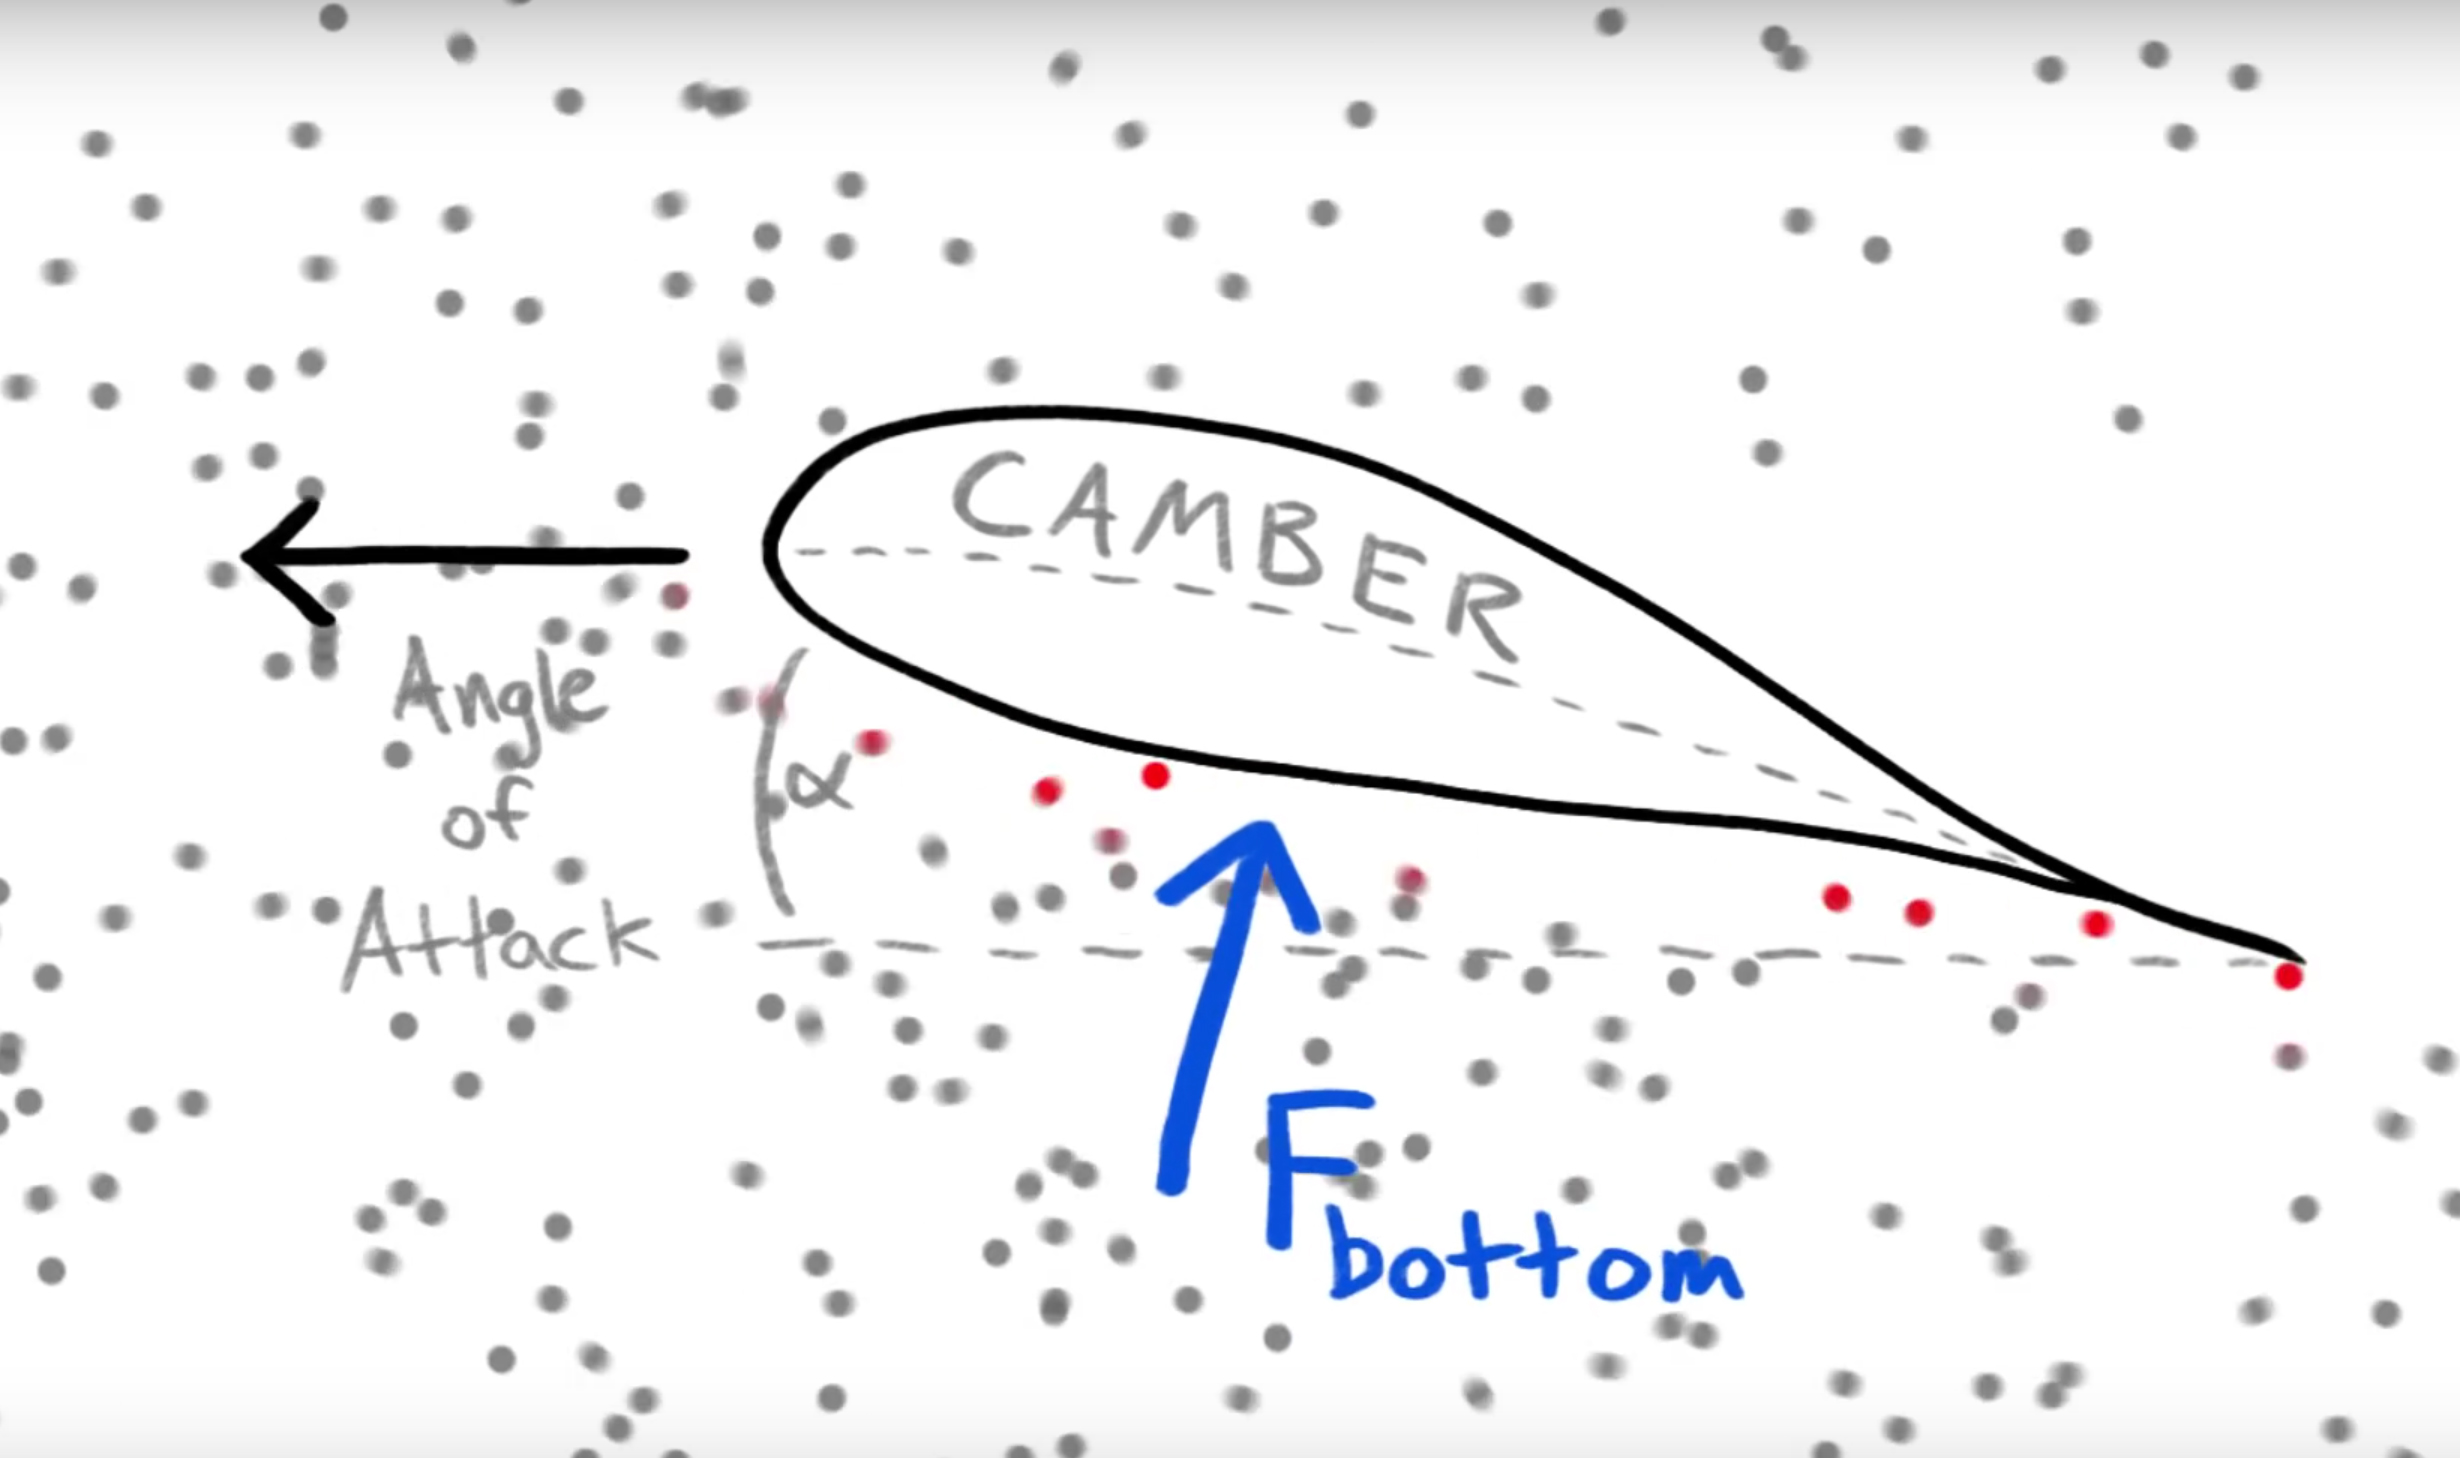 CAMBER
Angle
of
Attack
α
F bottom